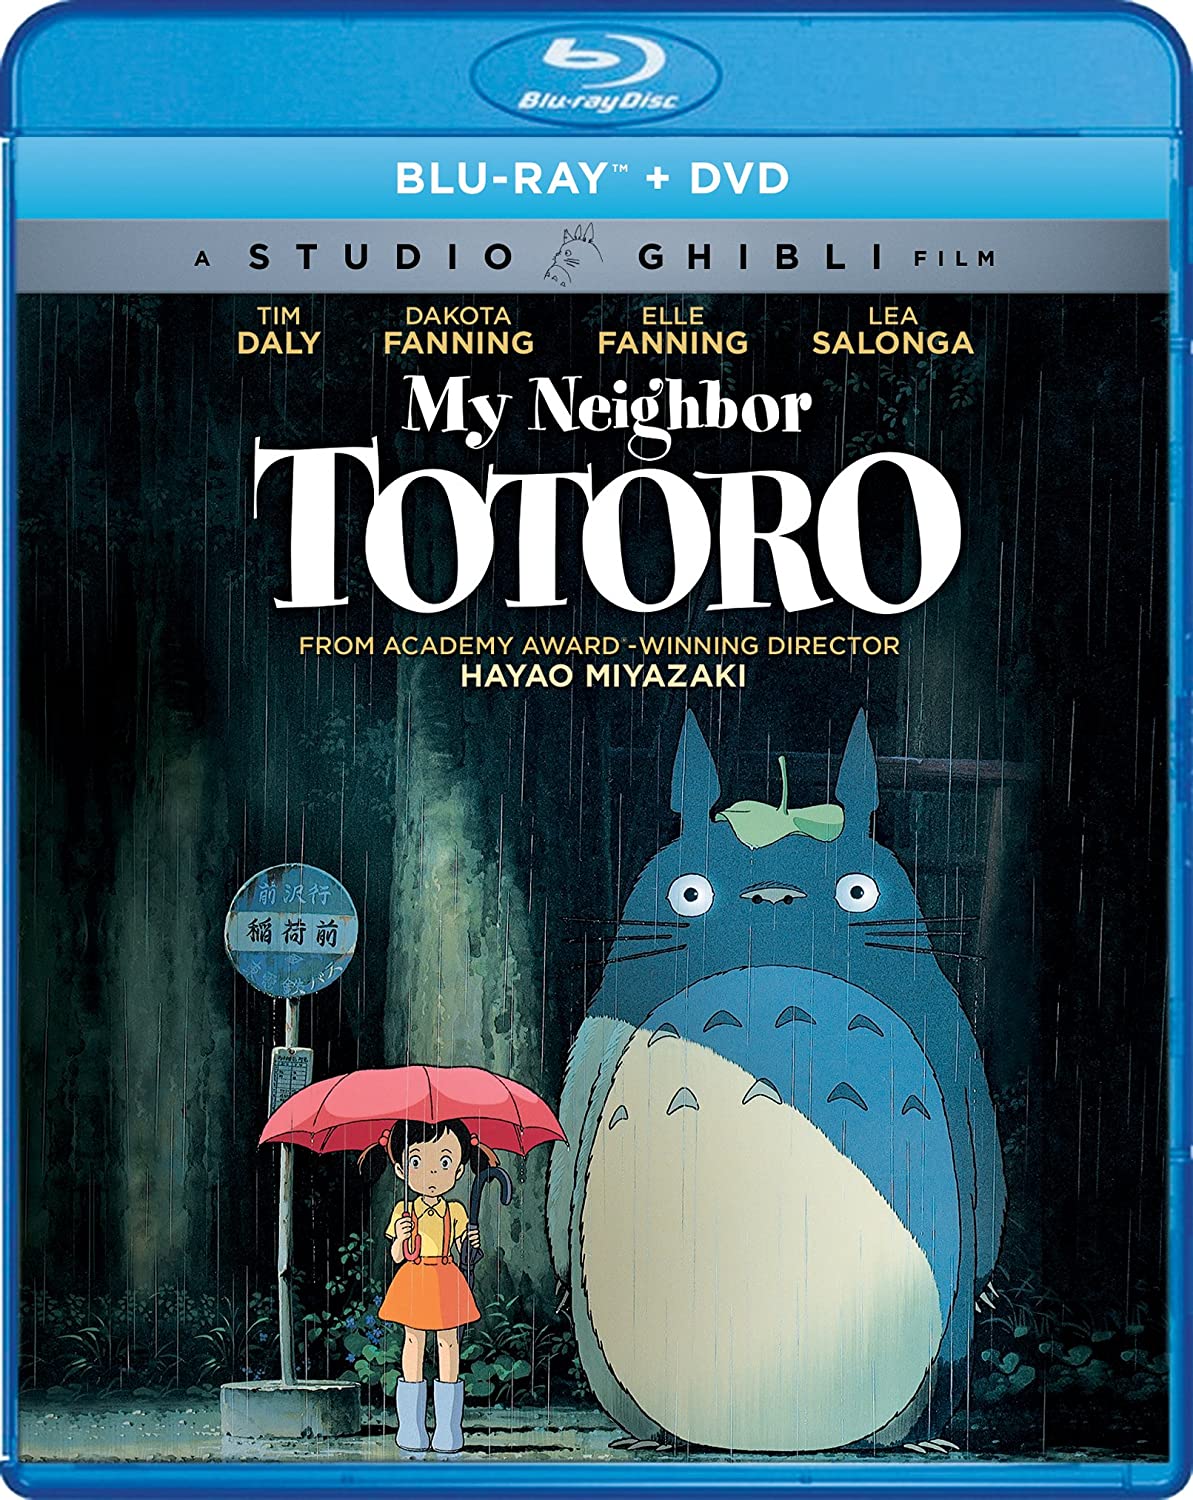 Blu-ray Disc
BLU-RAY™ + DVD
A STUDIO GHIBLI FILM
TIM DALY
DAKOTA FANNING
ELLE FANNING
LEA SALONGA
My Neighbor
TOTORO
FROM ACADEMY AWARD®-WINNING DIRECTOR
HAYAO MIYAZAKI
前沢行
稲荷前